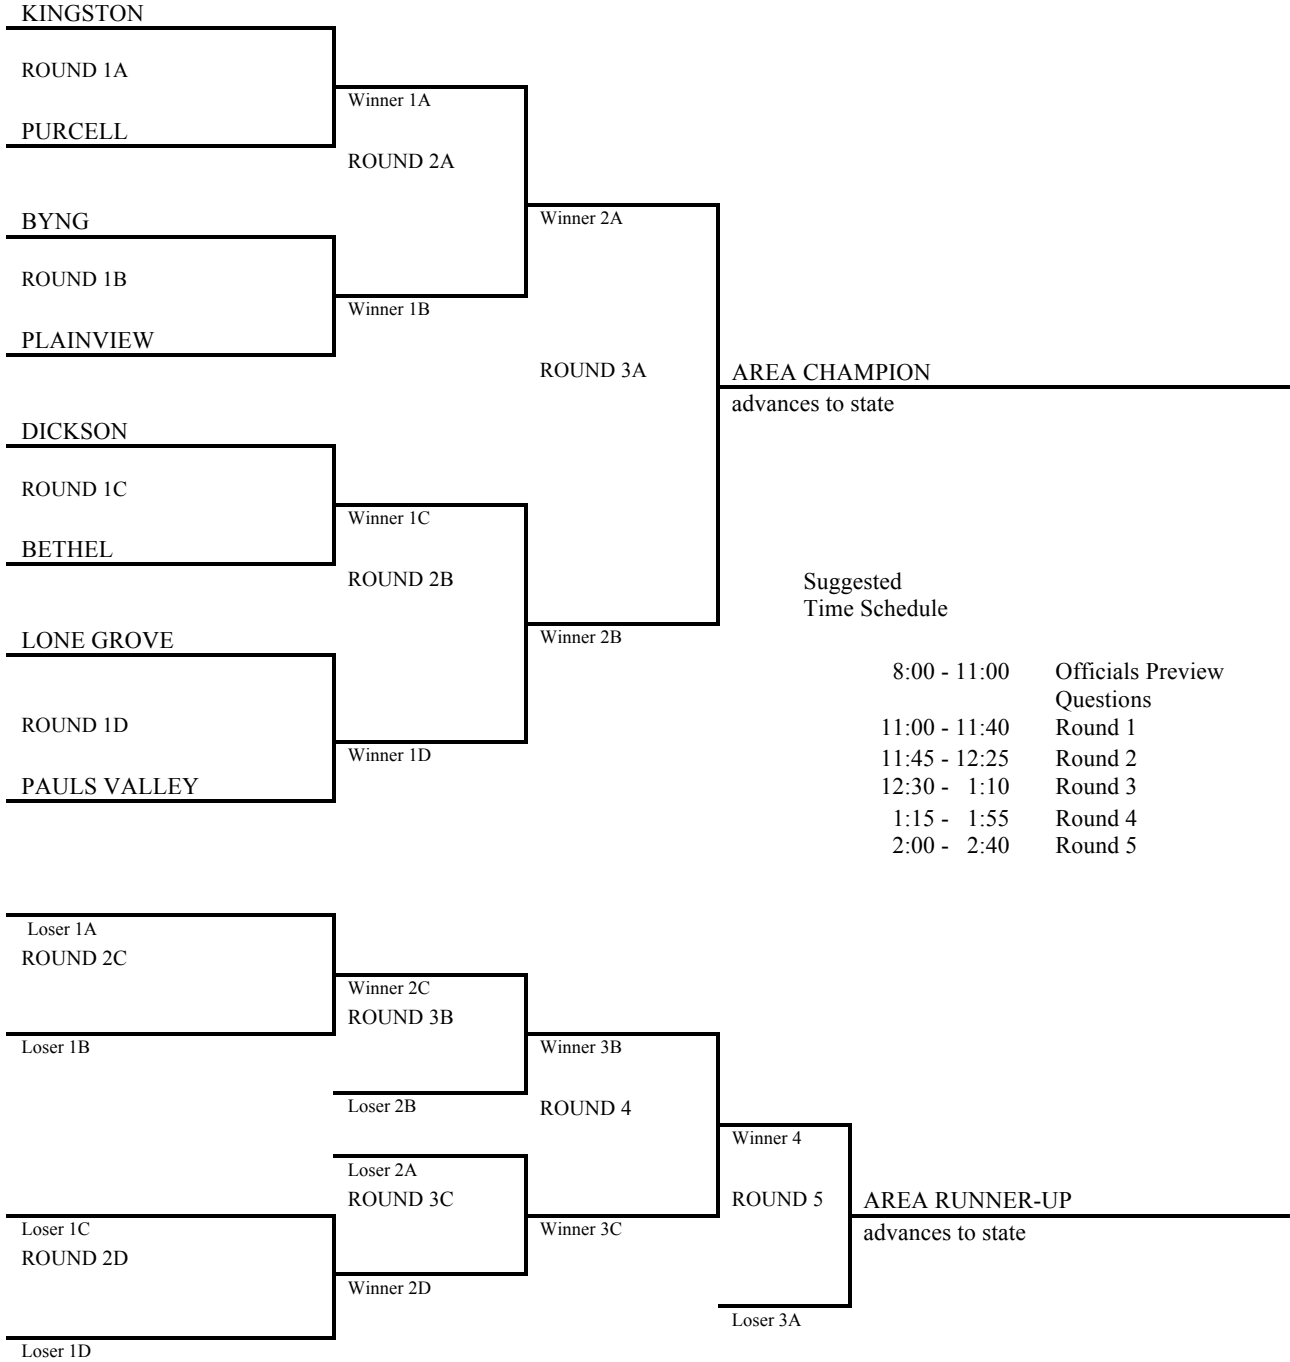 KINGSTON
ROUND 1A
Winner 1A
PURCELL
ROUND 2A
BYNG
Winner 2A
ROUND 1B
Winner 1B
PLAINVIEW
ROUND 3A
AREA CHAMPION
advances to state
DICKSON
ROUND 1C
Winner 1C
BETHEL
ROUND 2B
LONE GROVE
Winner 2B
ROUND 1D
Winner 1D
PAULS VALLEY
Suggested
Time Schedule
8:00 - 11:00 Officials Preview
Questions
11:00 - 11:40 Round 1
11:45 - 12:25 Round 2
12:30 - 1:10 Round 3
1:15 - 1:55 Round 4
2:00 - 2:40 Round 5
Loser 1A
ROUND 2C
Winner 2C
ROUND 3B
Loser 1B
Winner 3B
Loser 2B
ROUND 4
Winner 4
Loser 2A
ROUND 3C
ROUND 5
AREA RUNNER-UP
advances to state
Loser 1C
Winner 3C
ROUND 2D
Winner 2D
Loser 3A
Loser 1D